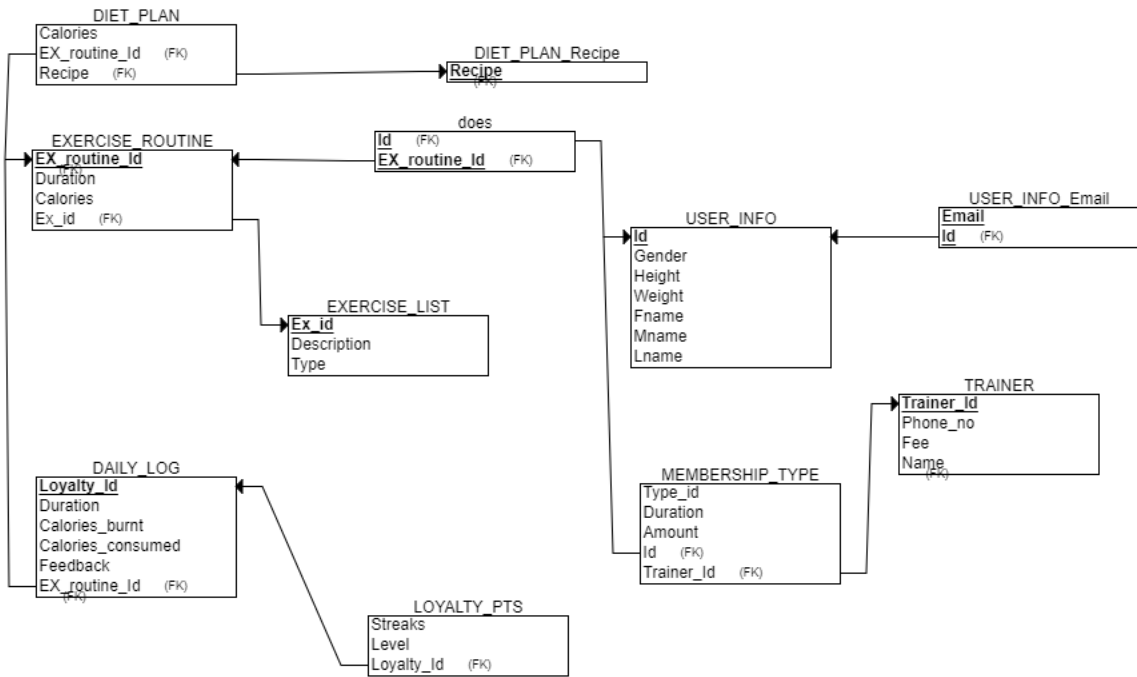 DIET_PLAN
Calories
EX_routine_Id (FK)
Recipe (FK)
DIET_PLAN_Recipe
Recipe
(FK)
EXERCISE_ROUTINE
EX_routine_Id
(FK)
Duration
Calories
Ex_id (FK)
does
Id (FK)
EX_routine_Id (FK)
USER_INFO
Id
Gender
Height
Weight
Fname
Mname
Lname
USER_INFO_Email
Email
Id (FK)
EXERCISE_LIST
Ex_id
Description
Type
TRAINER
Trainer_Id
Phone_no
Fee
Name
(FK)
DAILY_LOG
Loyalty_Id
Duration
Calories_burnt
Calories_consumed
Feedback
EX_routine_Id (FK)
(FK)
MEMBERSHIP_TYPE
Type_id
Duration
Amount
Id (FK)
Trainer_Id (FK)
LOYALTY_PTS
Streaks
Level
Loyalty_Id (FK)